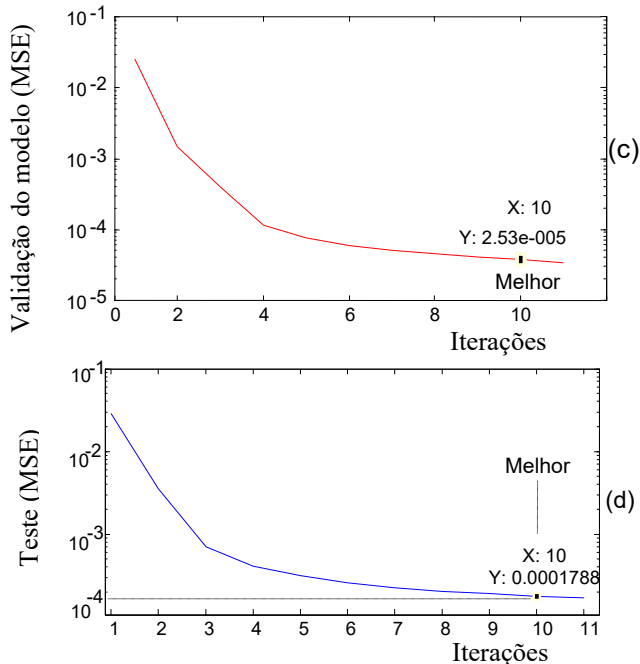 Validação do modelo (MSE)
10-1
10-2
10-3
10-4
10-5
0 2 4 6 8 10
X: 10
Y: 2.53e-005
Melhor
Iterações
(c)
Teste (MSE)
10-1
10-2
10-3
10-4
1 2 3 4 5 6 7 8 9 10 11
Melhor
X: 10
Y: 0.0001788
Iterações
(d)